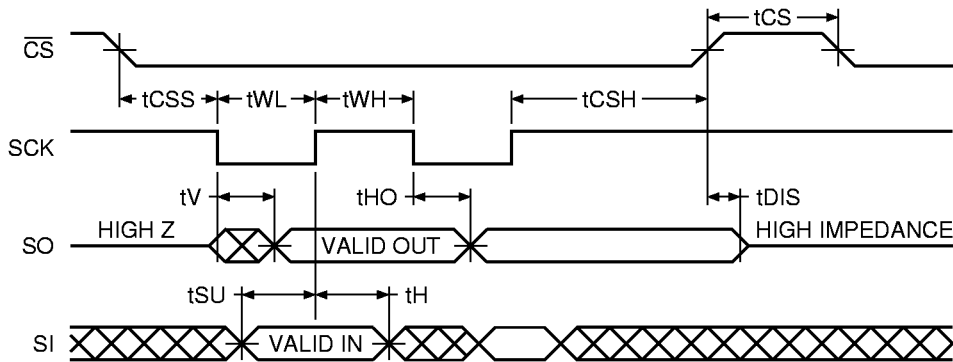 tCS
CS
tCSS tWL tWH tCSH
SCK
tV tHO tDIS
HIGH Z HIGH IMPEDANCE
SO VALID OUT
tSU tH
SI VALID IN